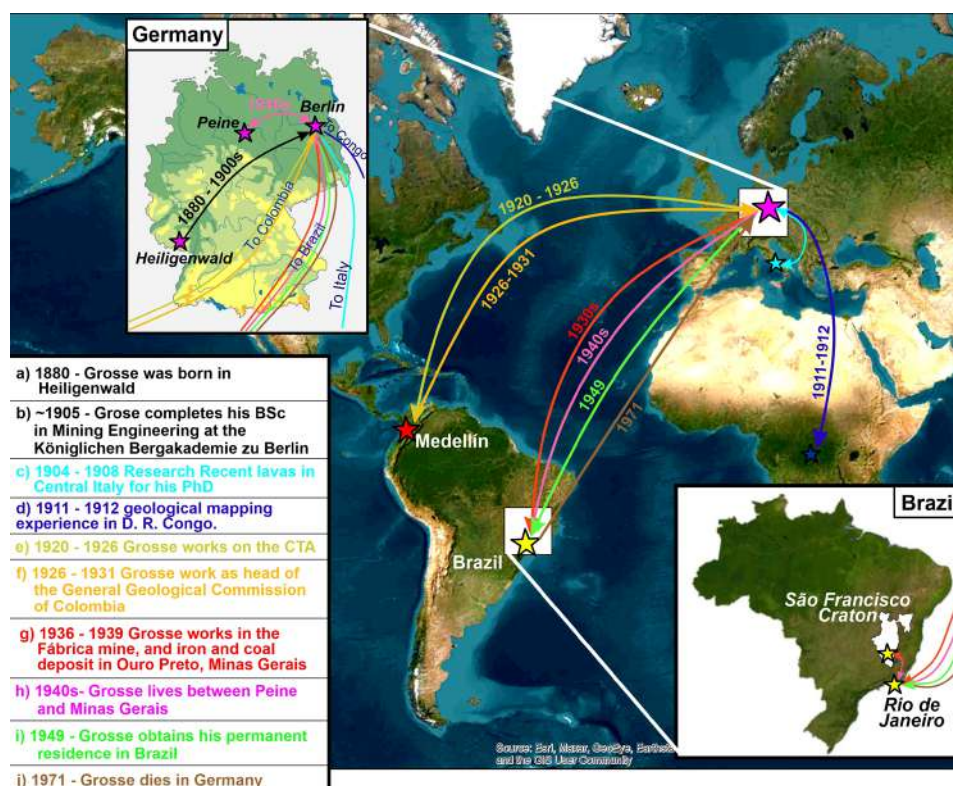 Germany
1940s
Berlin
Peine
To Congo
1880 - 1900s
To Colombia
To Brazil
To Italy
Heiligenwald
1920 - 1926
1926-1931
1930s
1940s
1949
1971
1911-1912
Medellín
Brazil
a) 1880 - Grosse was born in
Heiligenwald
b) ~1905 - Grose completes his BSc
in Mining Engineering at the
Königlichen Bergakademie zu Berlin
c) 1904 - 1908 Research Recent lavas in
Central Italy for his PhD
d) 1911 - 1912 geological mapping
experience in D. R. Congo.
e) 1920 - 1926 Grosse works on the CTA
f) 1926 - 1931 Grosse work as head of
the General Geological Commission
of Colombia
g) 1936 - 1939 Grosse works in the
Fábrica mine, and iron and coal
deposit in Ouro Preto, Minas Gerais
h) 1940s- Grosse lives between Peine
and Minas Gerais
i) 1949 - Grosse obtains his permanent
residence in Brazil
j) 1971 - Grosse dies in Germany
Brazi
São Francisco
Craton
Rio de
Janeiro
Source: Esri, Maxar, GeoEye, Earthsta
and the GIS User Community